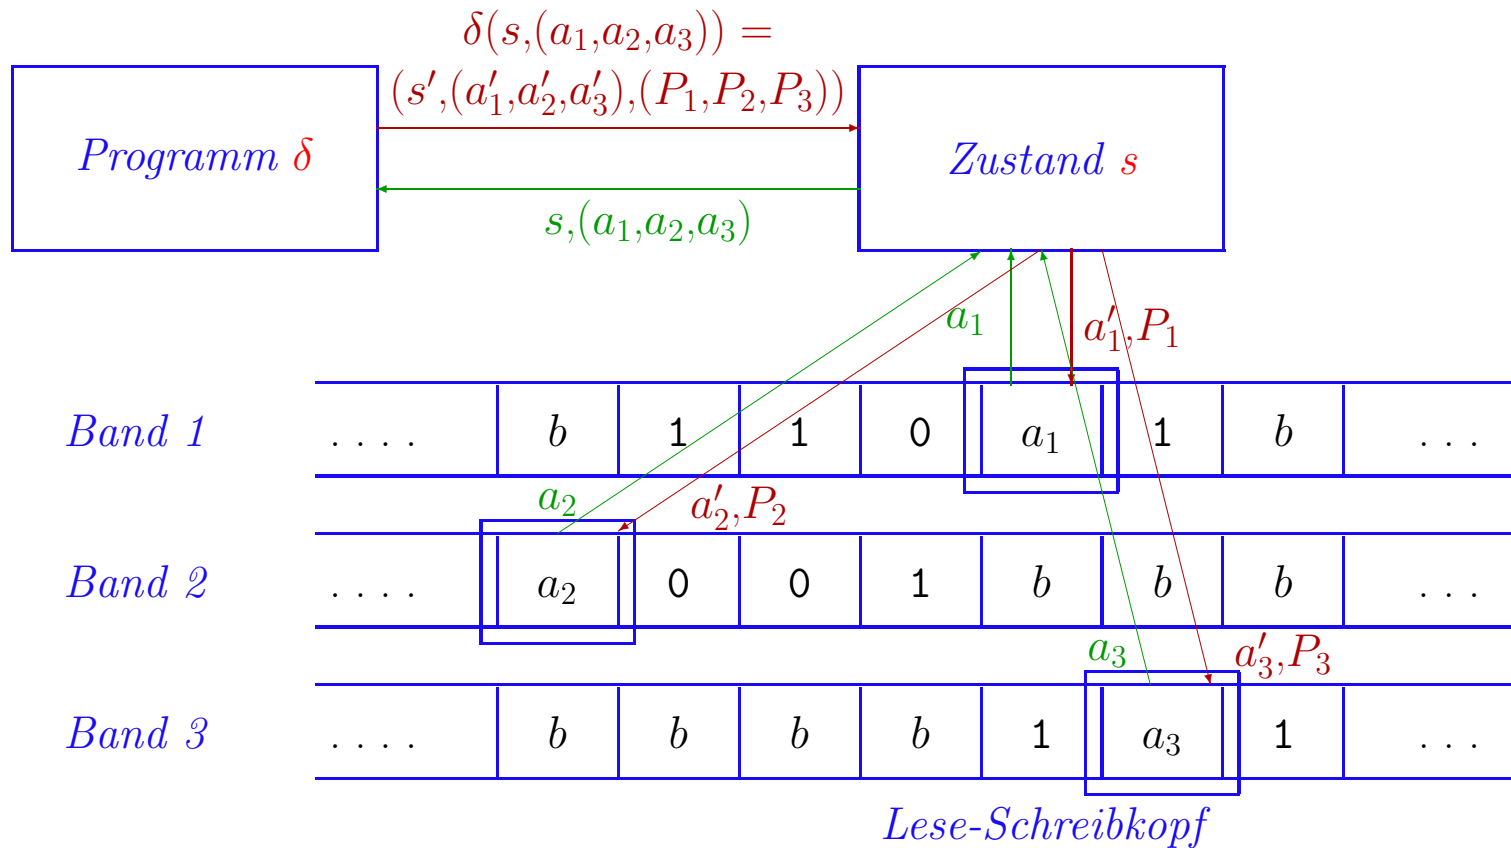 δ(s,(a₁,a₂,a₃)) =
(s′,(a′₁,a′₂,a′₃),(P₁,P₂,P₃))
Programm δ
Zustand s
s,(a₁,a₂,a₃)
a₁
a′₁,P₁
Band 1 . . . . b 1 1 0 a₁ 1 b . . .
a₂
a′₂,P₂
Band 2 . . . . a₂ 0 0 1 b b b . . .
a₃
a′₃,P₃
Band 3 . . . . b b b b 1 a₃ 1 . . .
Lese-Schreibkopf